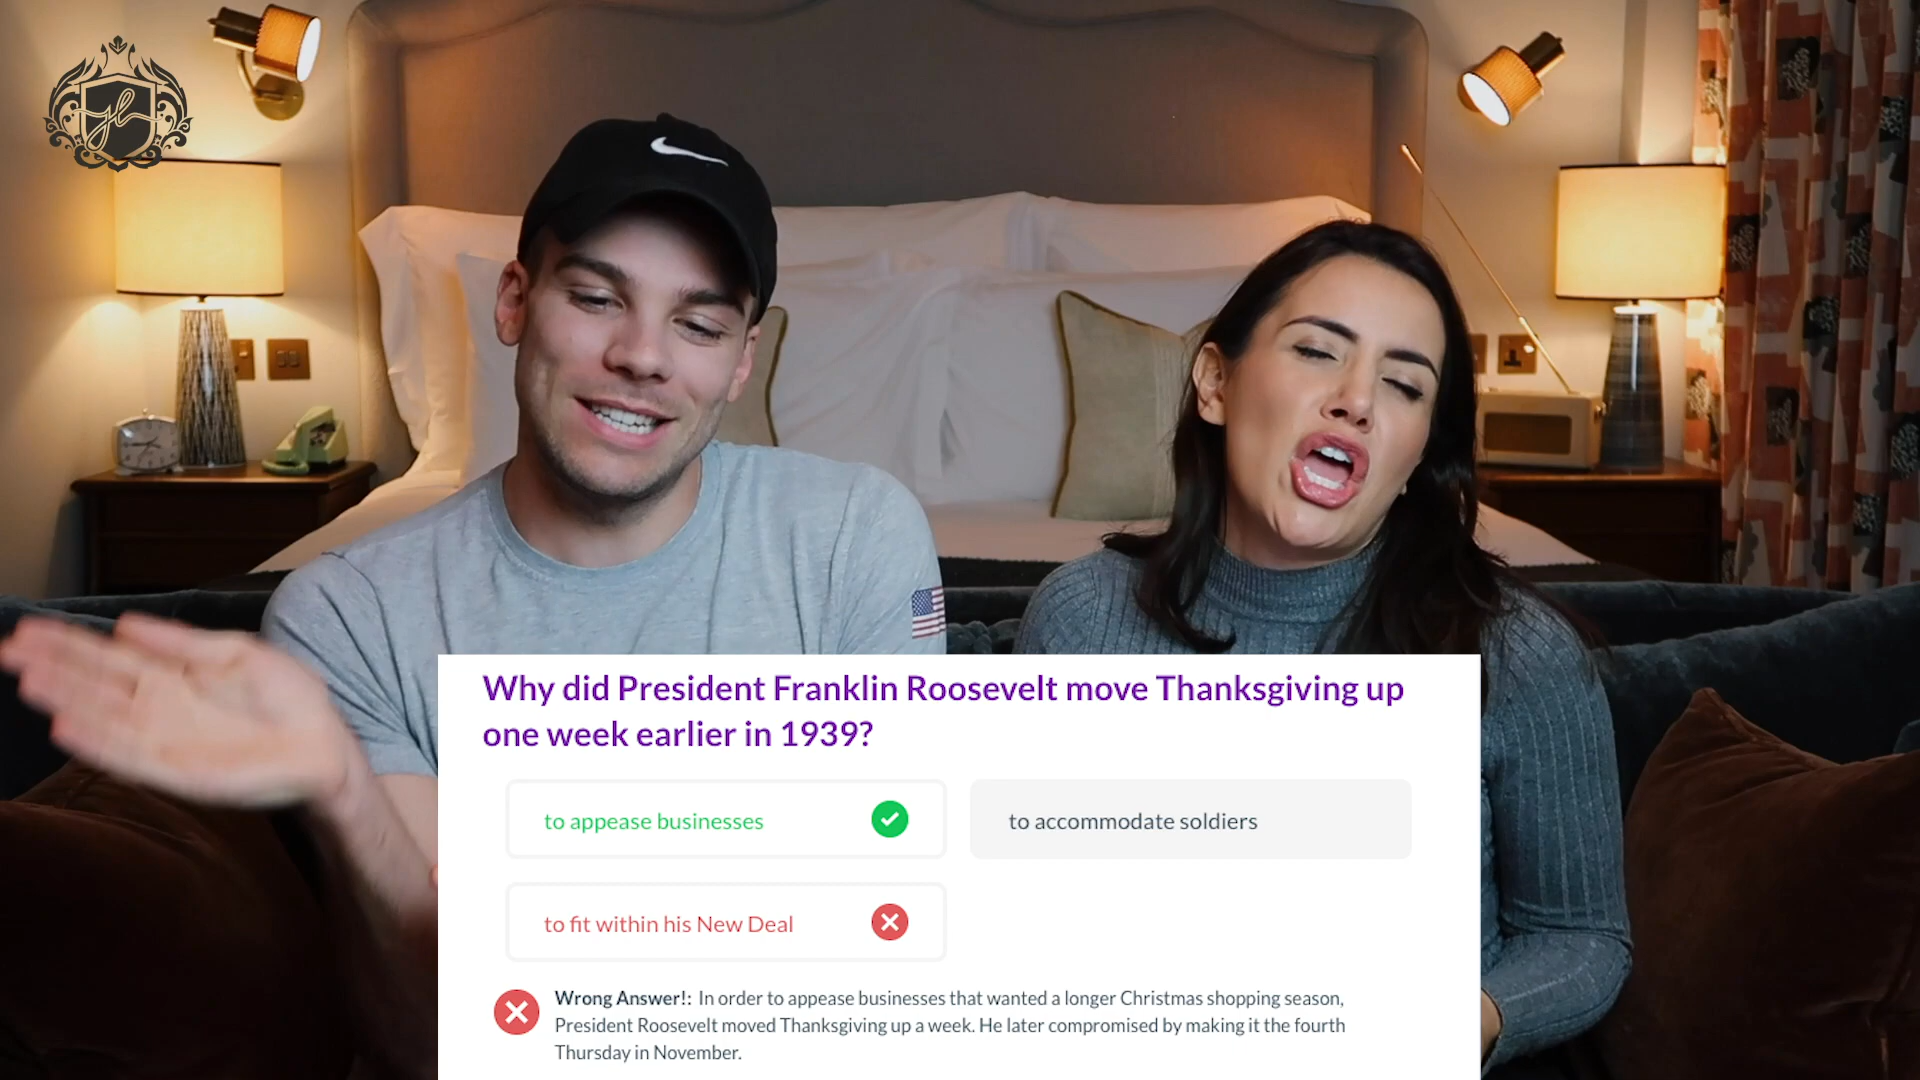 Why did President Franklin Roosevelt move Thanksgiving up
one week earlier in 1939?
to appease businesses
to accommodate soldiers
to fit within his New Deal
Wrong Answer!: In order to appease businesses that wanted a longer Christmas shopping season,
President Roosevelt moved Thanksgiving up a week. He later compromised by making it the fourth
Thursday in November.